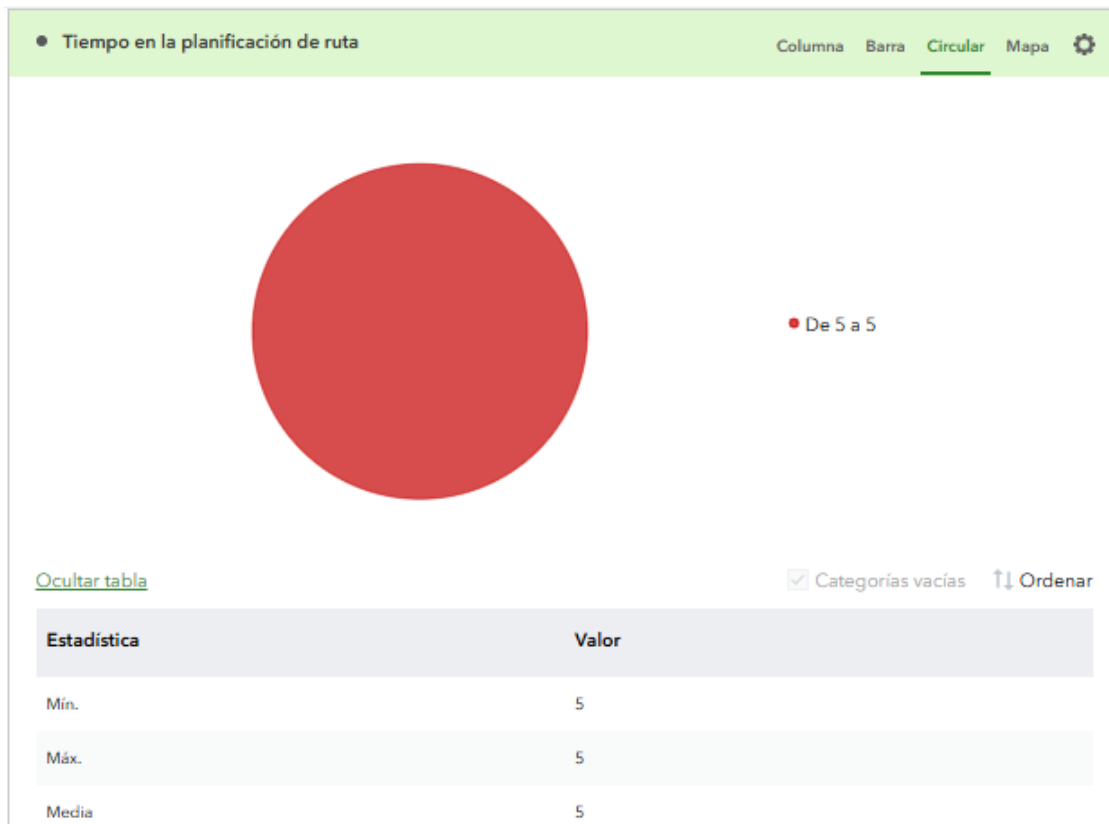 Tiempo en la planificación de ruta
Columna Barra Circular Mapa
De 5 a 5
Ocultar tabla
Categorías vacías Ordenar
Estadística Valor
Mín. 5
Máx. 5
Media 5